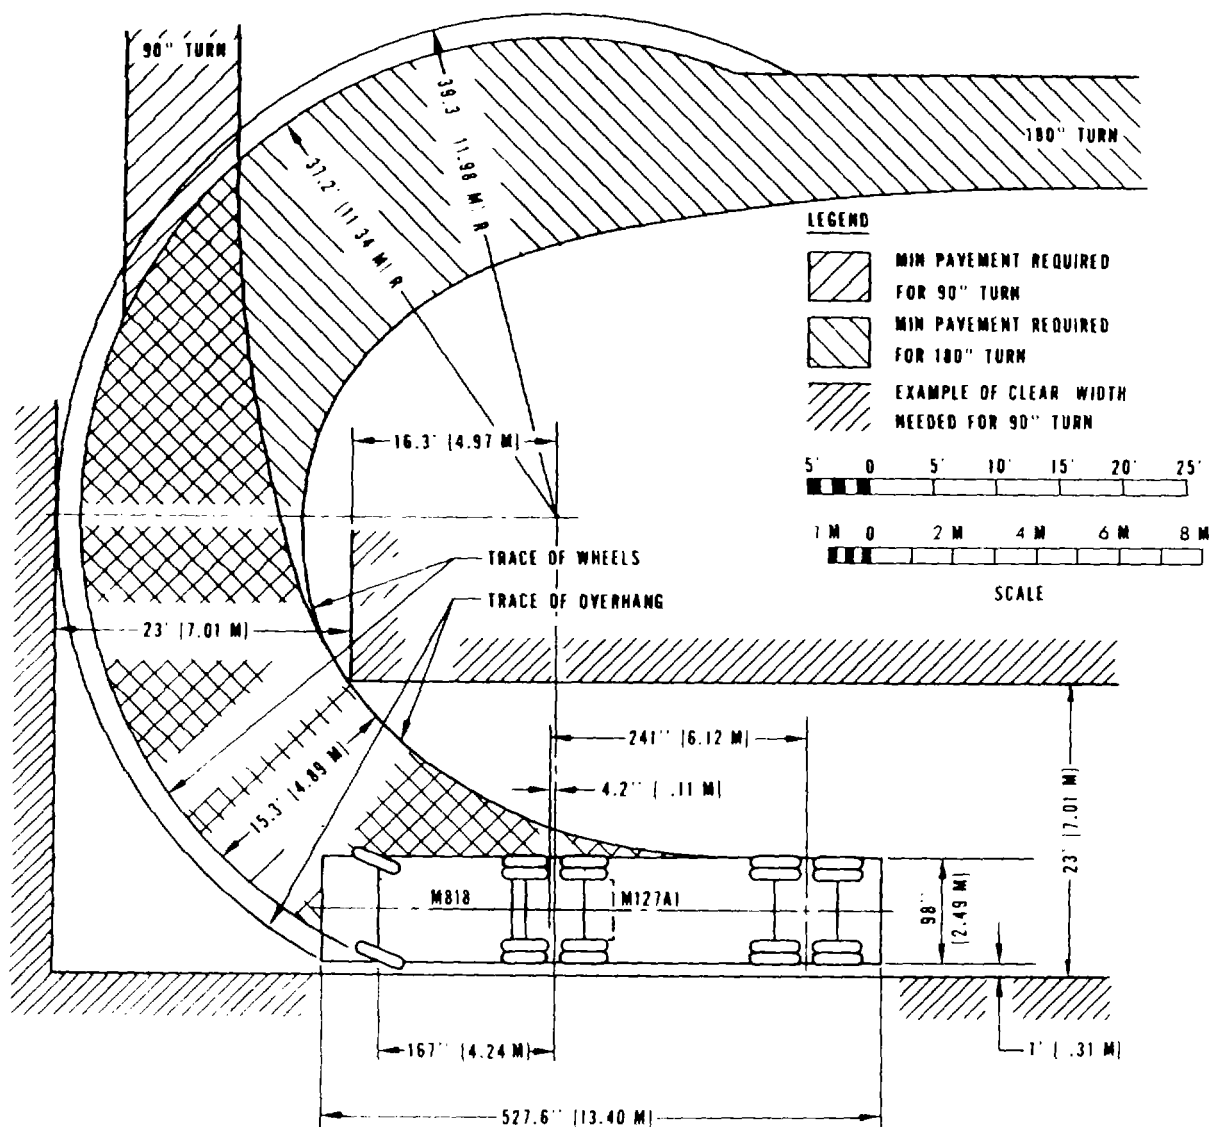 90" TURN
39.3 11.98 M' R
37.2' (11.34 M) R
180" TURN
LEGEND
MIN PAVEMENT REQUIRED
FOR 90" TURN
MIN PAVEMENT REQUIRED
FOR 180" TURN
EXAMPLE OF CLEAR WIDTH
NEEDED FOR 90" TURN
16.3' (4.97 M)
5' 0 5' 10' 15' 20' 25'
1 M 0 2 M 4 M 6 M 8 M
SCALE
TRACE OF WHEELS
TRACE OF OVERHANG
23' (7.01 M)
15.3' (4.89 M)
241'' (6.12 M)
4.2'' ( .11 M)
23' (7.01 M)
M818
M127A1
98''
(2.49 M)
167'' (4.24 M)
1' ( .31 M)
527.6'' (13.40 M)